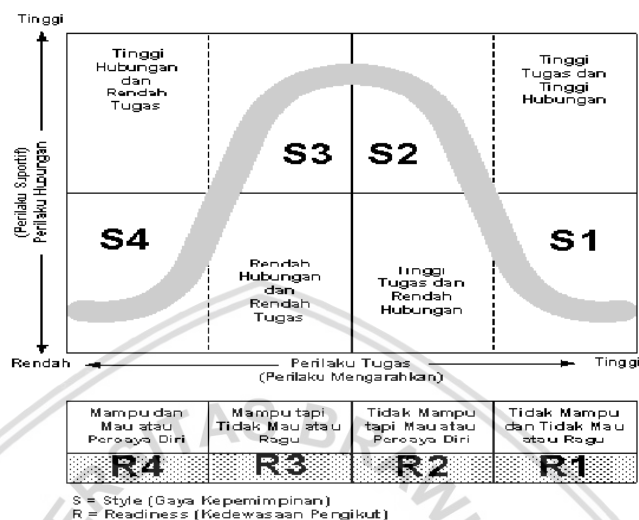 Tinggi
Tinggi
Hubungan
dan
Rendah
Tugas
Tinggi
Tugas dan
Tinggi
Hubungan
S3
S2
(Perilaku Suportif)
Perilaku Hubungan
S4
S1
Rendah
Hubungan
dan
Rendah
Tugas
Tinggi
Tugas dan
Rendah
Hubungan
Rendah
Perilaku Tugas
Tinggi
(Perilaku Mengarahkan)
Mampu dan
Mau atau
Percaya Diri
Mampu tapi
Tidak Mau atau
Ragu
Tidak Mampu
tapi Mau atau
Percaya Diri
Tidak Mampu
dan Tidak Mau
atau Ragu
R4
R3
R2
R1
S = Style (Gaya Kepemimpinan)
R = Readiness (Kedewasaan Pengikut)